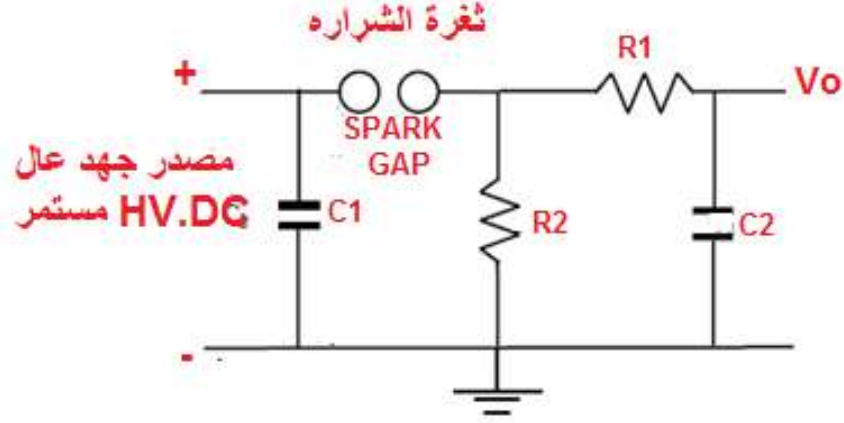 ثغرة الشراره
R1
+
Vo
SPARK
GAP
مصدر جهد عال
HV.DC مستمر
C1
R2
C2
-